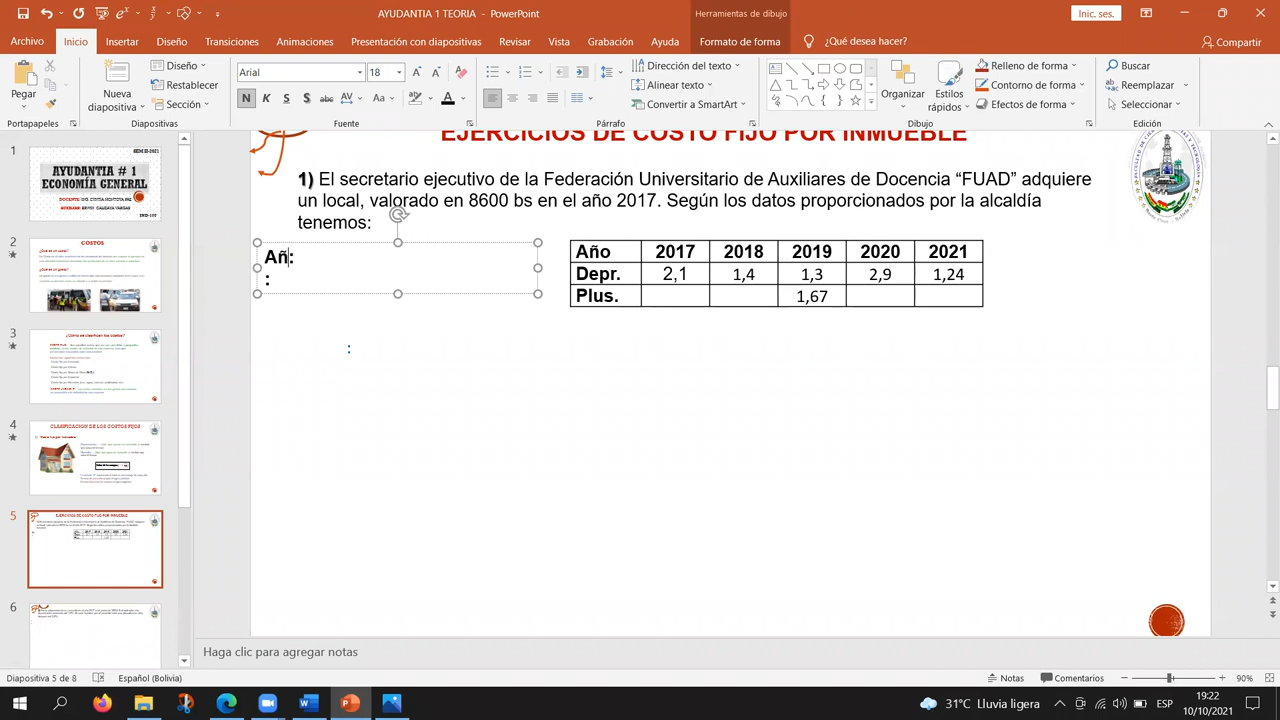 AYUDANTIA 1 TEORIA - PowerPoint
Herramientas de dibujo
Inic. ses.
Archivo Inicio Insertar Diseño Transiciones Animaciones Presentación con diapositivas Revisar Vista Grabación Ayuda Formato de forma ¿Qué desea hacer? Compartir
Pegar
Portapapeles
Nueva diapositiva
Diseño
Restablecer
Sección
Diapositivas
Arial 18
N K S S abc AV Aa A
Fuente
Dirección del texto
Alinear texto
Convertir a SmartArt
Párrafo
Organizar
Estilos rápidos
Relleno de forma
Contorno de forma
Efectos de forma
Dibujo
Buscar
Reemplazar
Seleccionar
Edición
1
AYUDANTIA # 1
ECONOMÍA GENERAL
COSTOS
3
4
CLASIFICACION DE LOS COSTOS FIJOS
5
EJERCICIOS DE COSTO FIJO POR INMUEBLE
6
EJERCICIOS DE COSTO FIJO POR INMUEBLE
1) El secretario ejecutivo de la Federación Universitario de Auxiliares de Docencia “FUAD” adquiere
un local, valorado en 8600 bs en el año 2017. Según los datos proporcionados por la alcaldía
tenemos:
Añ:
:
Año 2017 2018 2019 2020 2021
Depr. 2,1 1,4 1,3 2,9 1,24
Plus. 1,67
Haga clic para agregar notas
Diapositiva 5 de 8 Español (Bolivia) Notas Comentarios 90%
31°C Lluvia ligera ESP 19:22
10/10/2021